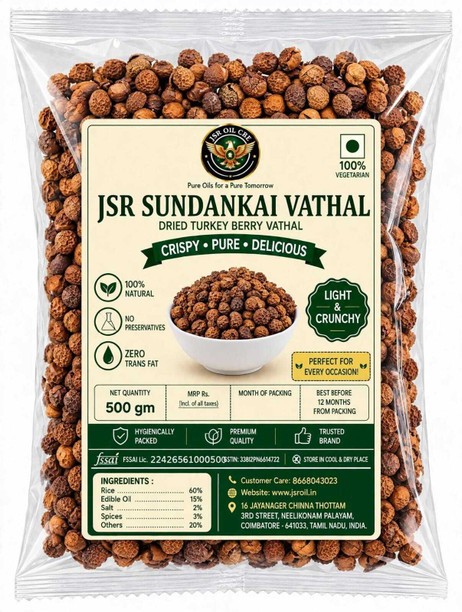 JSR OIL CRE
Pure Oils for a Pure Tomorrow
100%
VEGETARIAN
JSR SUNDANKAI VATHAL
DRIED TURKEY BERRY VATHAL
CRISPY • PURE • DELICIOUS
100%
NATURAL
NO
PRESERVATIVES
ZERO
TRANS FAT
LIGHT
&
CRUNCHY
PERFECT FOR
EVERY OCCASION!
NET QUANTITY
500 gm
MRP Rs.
(Incl. of all taxes)
MONTH OF PACKING
BEST BEFORE
12 MONTHS
FROM PACKING
HYGIENICALLY
PACKED
PREMIUM
QUALITY
TRUSTED
BRAND
fssai FSSAI Lic. 22426561000500
STORE IN COOL & DRY PLACE
INGREDIENTS :
Rice 60%
Edible Oil 15%
Salt 2%
Spices 3%
Others 20%
Customer Care: 8668043023
Website: www.jsroil.in
16 JAYANAGER CHINNA THOTTAM
3RD STREET, NEELIKONAM PALAYAM,
COIMBATORE - 641033, TAMIL NADU, INDIA.